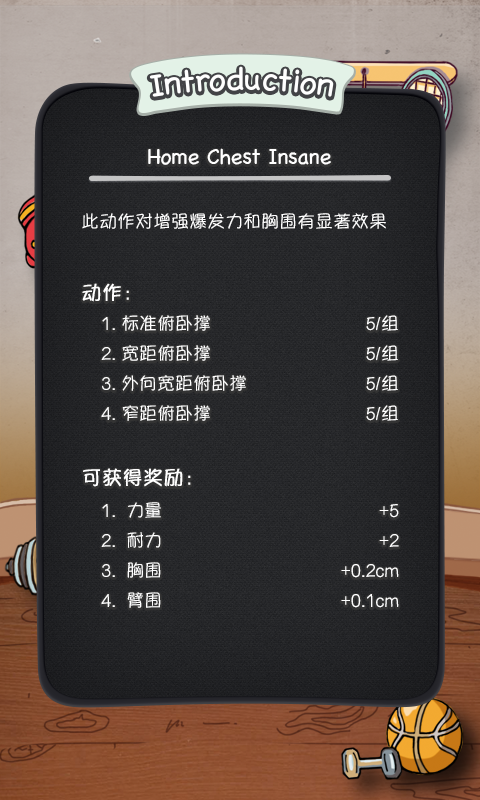 Introduction
Home Chest Insane
此动作对增强爆发力和胸围有显著效果
动作：
1. 标准俯卧撑 5/组
2. 宽距俯卧撑 5/组
3. 外向宽距俯卧撑 5/组
4. 窄距俯卧撑 5/组
可获得奖励：
1. 力量 +5
2. 耐力 +2
3. 胸围 +0.2cm
4. 臂围 +0.1cm